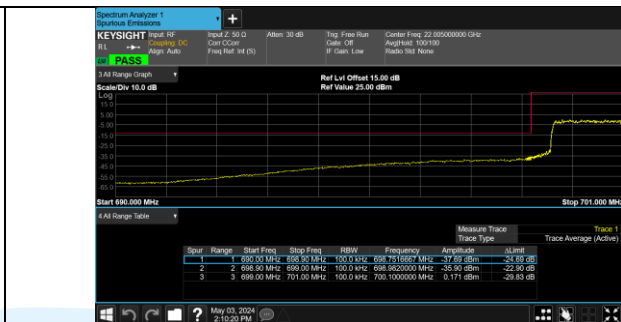 Spectrum Analyzer 1
Spurious Emissions
+
KEYSIGHT Input: RF Input Z: 50 Ω Atten: 30 dB Trig: Free Run Center Freq: 22.005000000 GHz
R L Coupling: DC Corr CCorr Gate: Off Avg|Hold: 100/100
Align: Auto Freq Ref: Int (S) IF Gain: Low Radio Std: None
PASS
3 All Range Graph
Ref Lvl Offset 15.00 dB
Scale/Div 10.0 dB Ref Value 25.00 dBm
Log
15.0
5.00
-5.00
-15.0
-25.0
-35.0
-45.0
-55.0
-65.0
Start 690.000 MHz Stop 701.000 MHz
4 All Range Table
Measure Trace Trace 1
Trace Type Trace Average (Active)
Spur Range Start Freq Stop Freq RBW Frequency Amplitude ΔLimit
1 1 690.00 MHz 698.90 MHz 100.0 kHz 698.7516667 MHz -37.69 dBm -24.69 dB
2 2 698.90 MHz 699.00 MHz 100.0 kHz 698.9820000 MHz -35.90 dBm -22.90 dB
3 3 699.00 MHz 701.00 MHz 100.0 kHz 700.1000000 MHz 0.171 dBm -29.83 dB
? May 03, 2024
2:10:20 PM